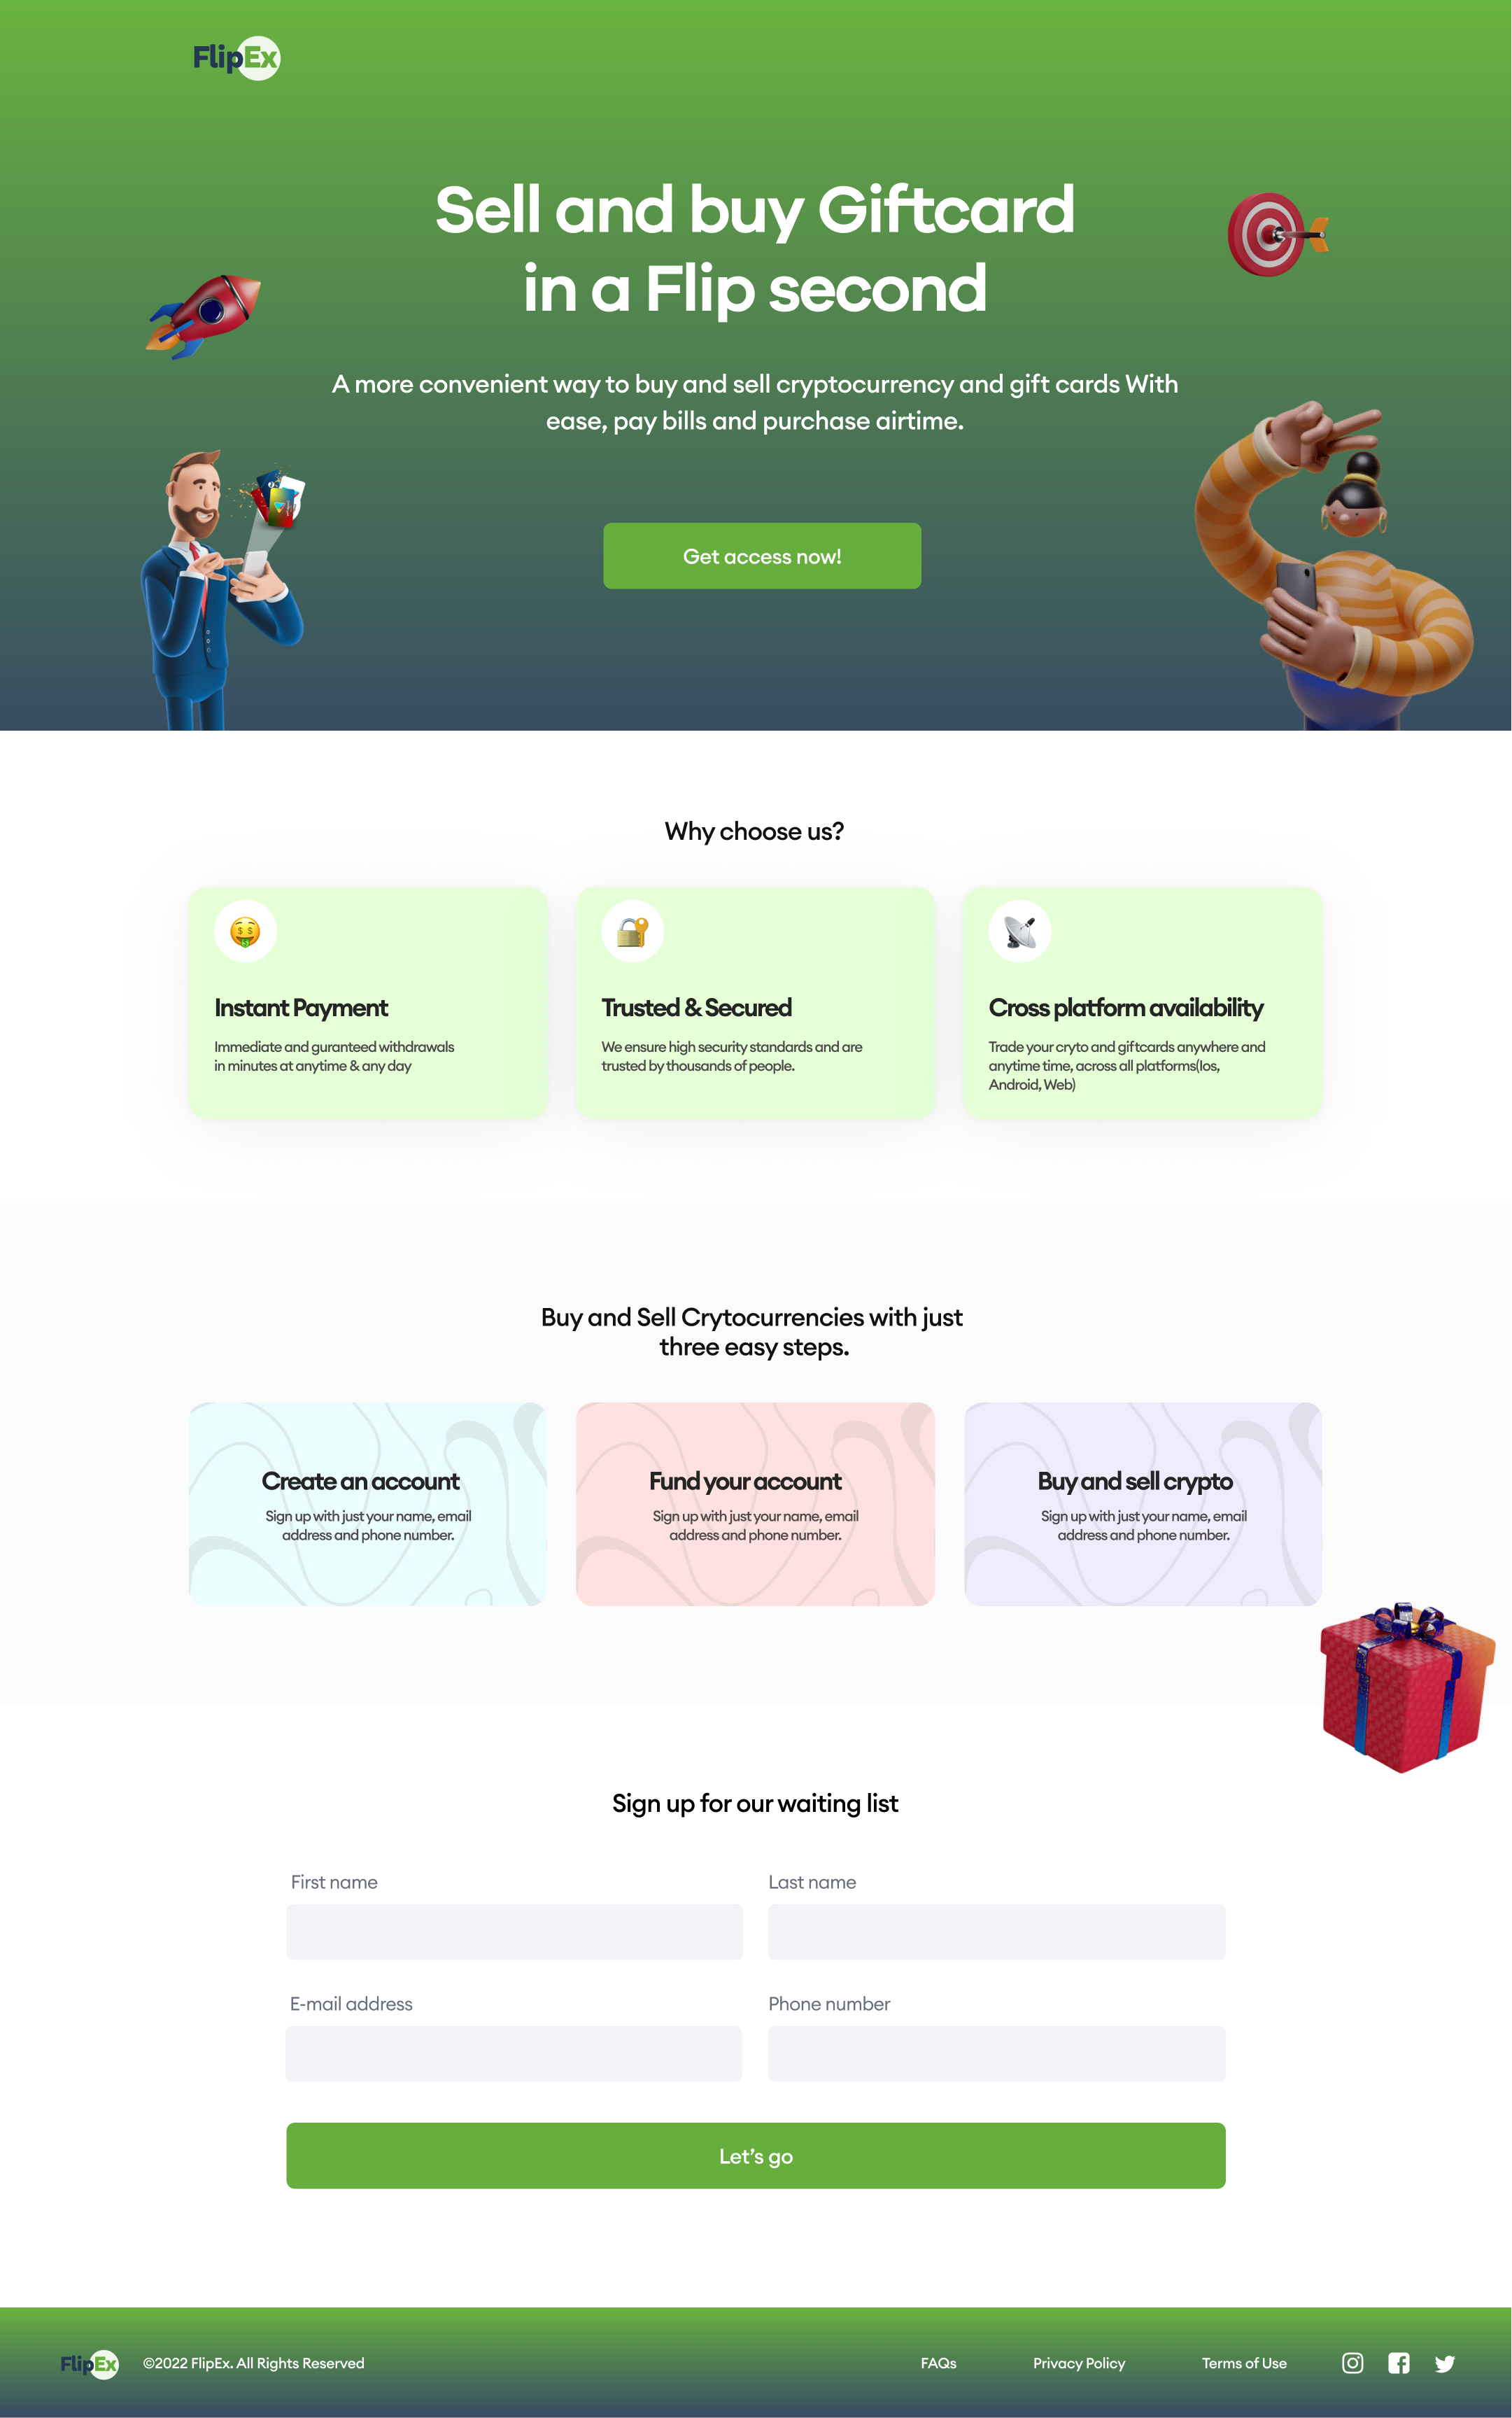 FlipEx
Sell and buy Giftcard
in a Flip second
A more convenient way to buy and sell cryptocurrency and gift cards With
ease, pay bills and purchase airtime.
Get access now!
Why choose us?
Instant Payment
Immediate and guranteed withdrawals
in minutes at anytime & any day
Trusted & Secured
We ensure high security standards and are
trusted by thousands of people.
Cross platform availability
Trade your cryto and giftcards anywhere and
anytime time, across all platforms(Ios,
Android, Web)
Buy and Sell Crytocurrencies with just
three easy steps.
Create an account
Sign up with just your name, email
address and phone number.
Fund your account
Sign up with just your name, email
address and phone number.
Buy and sell crypto
Sign up with just your name, email
address and phone number.
Sign up for our waiting list
First name
Last name
E-mail address
Phone number
Let’s go
FlipEx
©2022 FlipEx. All Rights Reserved
FAQs
Privacy Policy
Terms of Use